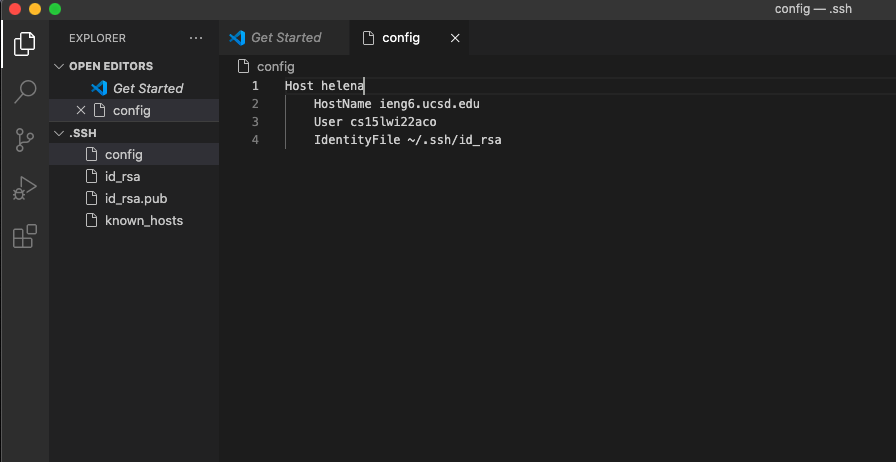 config — .ssh
EXPLORER ...
Get Started
config
OPEN EDITORS
Get Started
config
.SSH
config
id_rsa
id_rsa.pub
known_hosts
config
1 Host helena
2 HostName ieng6.ucsd.edu
3 User cs15lwi22aco
4 IdentityFile ~/.ssh/id_rsa